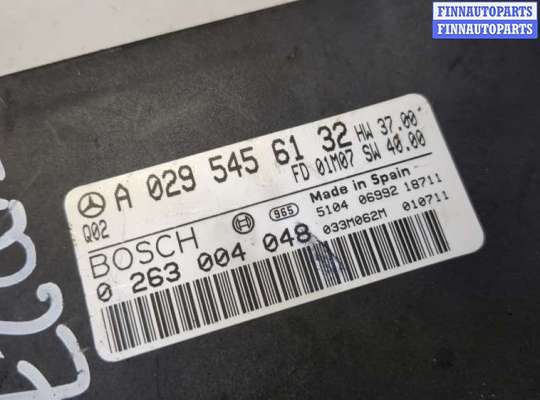 FINNAUTOPARTS
FINNAUTOPARTS
A 029 545 61 32 HW 37.00
Q02 FD 01M07 SW 40.00
BOSCH 965 Made in Spain
5104 06992 18711
0 263 004 048 033M062M 010711